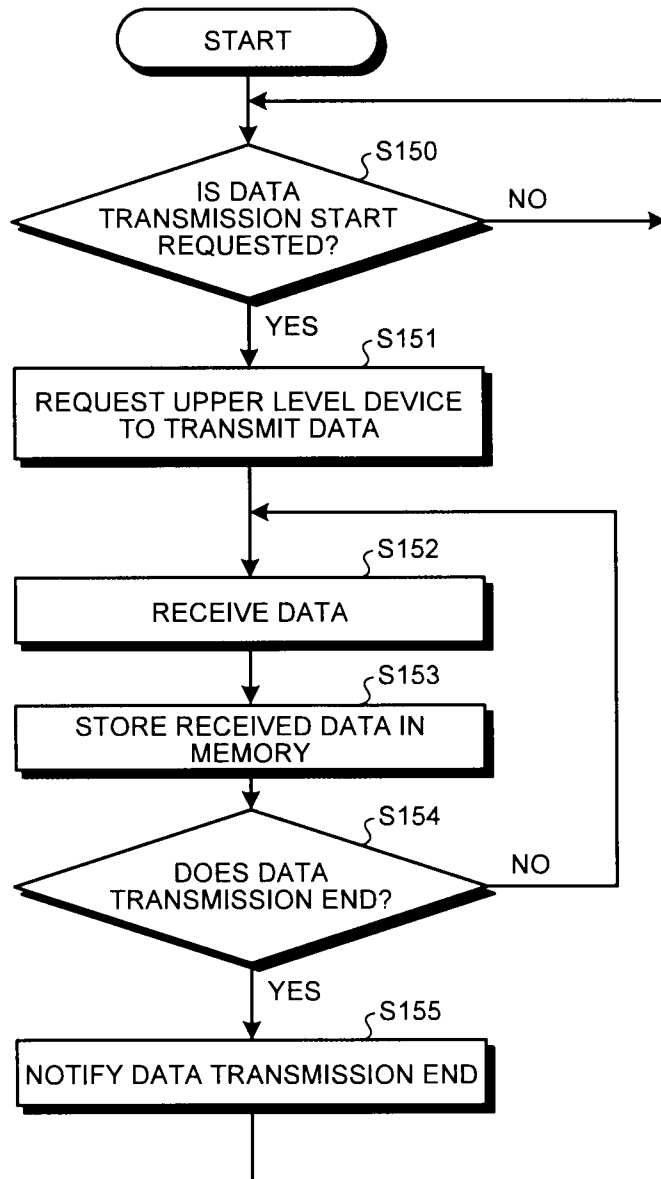 START
S150
IS DATA
TRANSMISSION START
REQUESTED?
NO
YES
S151
REQUEST UPPER LEVEL DEVICE
TO TRANSMIT DATA
S152
RECEIVE DATA
S153
STORE RECEIVED DATA IN
MEMORY
S154
DOES DATA
TRANSMISSION END?
NO
YES
S155
NOTIFY DATA TRANSMISSION END